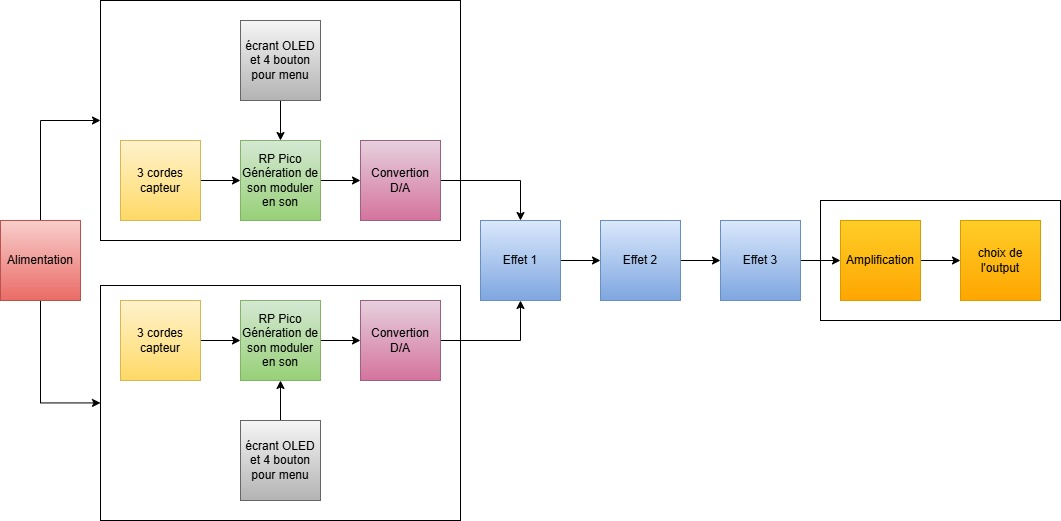 écrant OLED
et 4 bouton
pour menu
3 cordes
capteur
RP Pico
Génération de
son moduler
en son
Convertion
D/A
Alimentation
Effet 1
Effet 2
Effet 3
Amplification
choix de
l'output
3 cordes
capteur
RP Pico
Génération de
son moduler
en son
Convertion
D/A
écrant OLED
et 4 bouton
pour menu